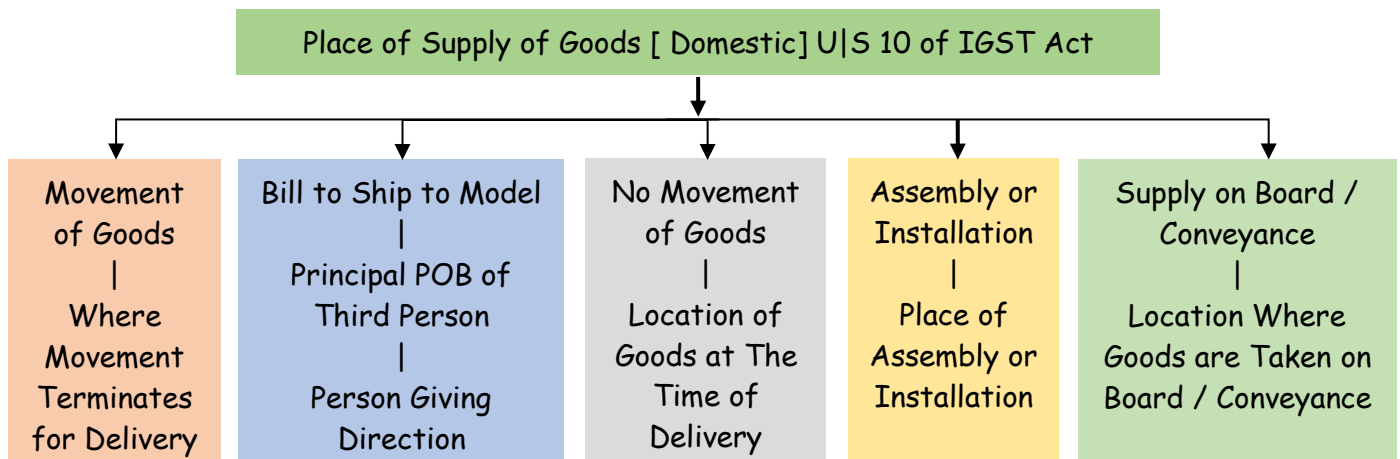 Place of Supply of Goods [ Domestic] U|S 10 of IGST Act
Movement
of Goods
|
Where
Movement
Terminates
for Delivery
Bill to Ship to Model
|
Principal POB of
Third Person
|
Person Giving
Direction
No Movement
of Goods
|
Location of
Goods at The
Time of
Delivery
Assembly or
Installation
|
Place of
Assembly or
Installation
Supply on Board /
Conveyance
|
Location Where
Goods are Taken on
Board / Conveyance